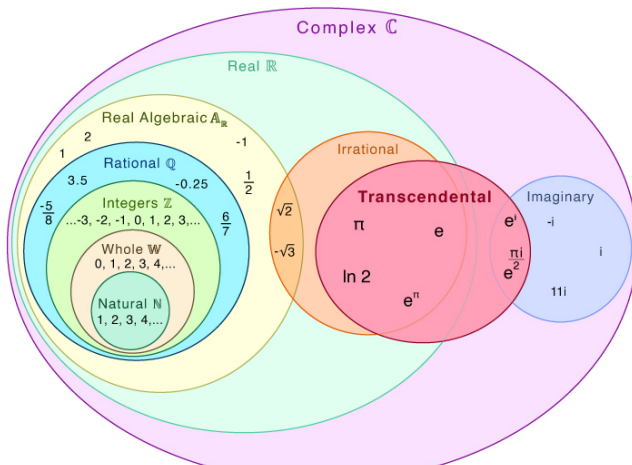 Complex ℂ
Real ℝ
Real Algebraic 𝔸ℝ
1
2
-1
1/2
Rational ℚ
3.5
-0.25
-5/8
6/7
Integers ℤ
...-3, -2, -1, 0, 1, 2, 3,...
Whole 𝕎
0, 1, 2, 3, 4,...
Natural ℕ
1, 2, 3, 4,...
Irrational
√2
-√3
Transcendental
π
e
ln 2
e^π
e^i
e^(πi/2)
Imaginary
-i
i
11i